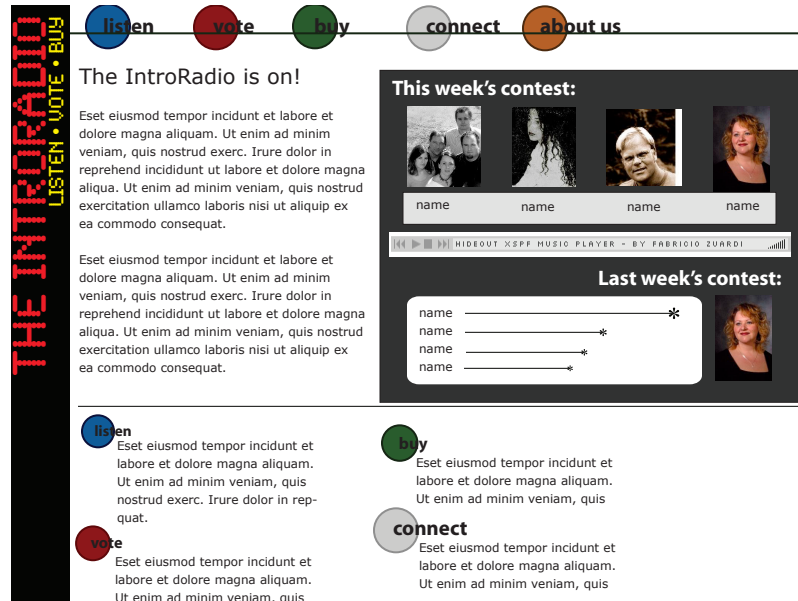 THE INTRORADIO
LISTEN • VOTE • BUY
listen
vote
buy
connect
about us
The IntroRadio is on!
Eset eiusmod tempor incidunt et labore et
dolore magna aliquam. Ut enim ad minim
veniam, quis nostrud exerc. Irure dolor in
reprehend incididunt ut labore et dolore magna
aliqua. Ut enim ad minim veniam, quis nostrud
exercitation ullamco laboris nisi ut aliquip ex
ea commodo consequat.
Eset eiusmod tempor incidunt et labore et
dolore magna aliquam. Ut enim ad minim
veniam, quis nostrud exerc. Irure dolor in
reprehend incididunt ut labore et dolore magna
aliqua. Ut enim ad minim veniam, quis nostrud
exercitation ullamco laboris nisi ut aliquip ex
ea commodo consequat.
This week's contest:
name
name
name
name
HIDEOUT XSPF MUSIC PLAYER - BY FABRICIO ZUARDI
Last week's contest:
name
name
name
name
listen
Eset eiusmod tempor incidunt et
labore et dolore magna aliquam.
Ut enim ad minim veniam, quis
nostrud exerc. Irure dolor in rep-
quat.
vote
Eset eiusmod tempor incidunt et
labore et dolore magna aliquam.
Ut enim ad minim veniam, quis
buy
Eset eiusmod tempor incidunt et
labore et dolore magna aliquam.
Ut enim ad minim veniam, quis
connect
Eset eiusmod tempor incidunt et
labore et dolore magna aliquam.
Ut enim ad minim veniam, quis